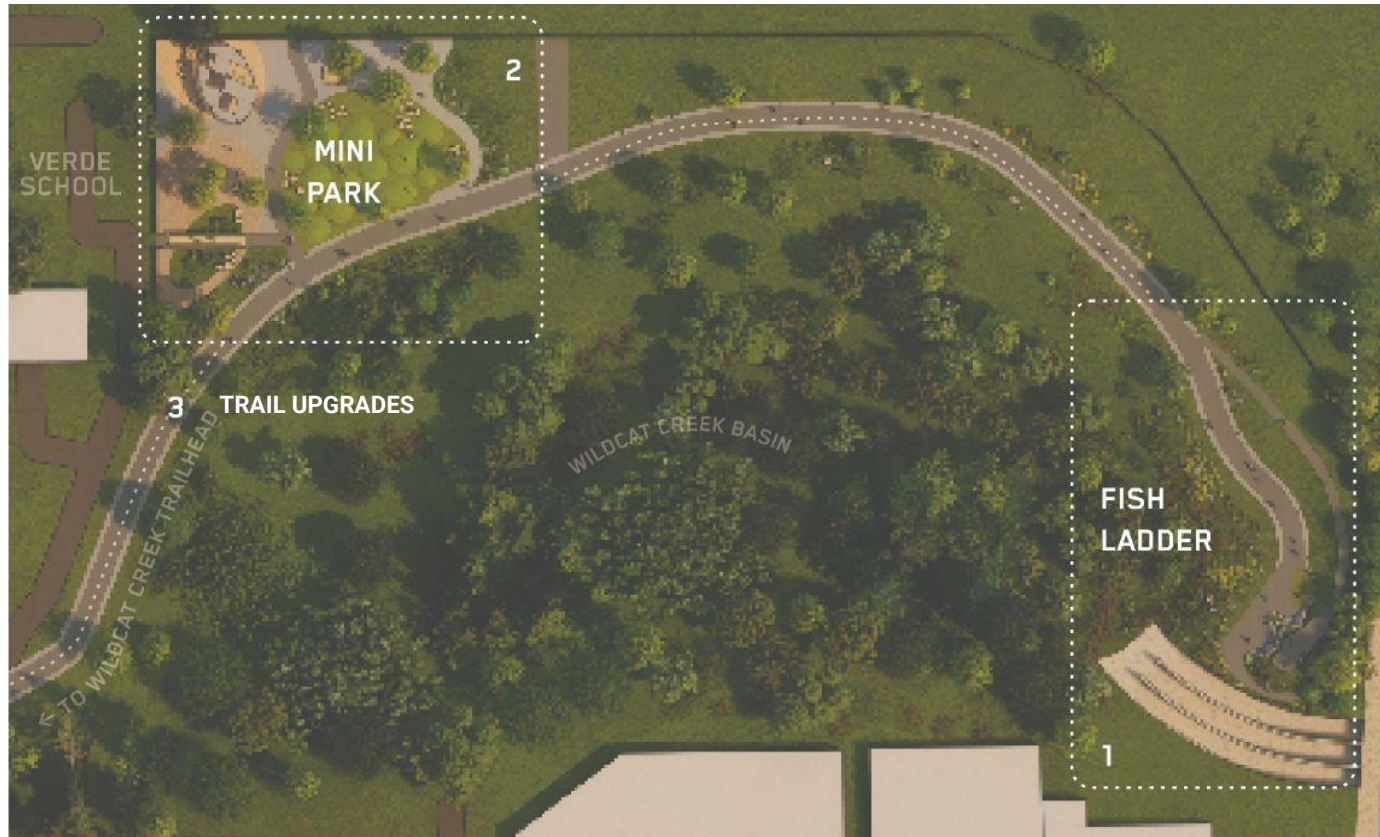 2
VERDE
SCHOOL
MINI
PARK
3 TRAIL UPGRADES
WILDCAT CREEK BASIN
← TO WILDCAT CREEK TRAILHEAD
FISH
LADDER
1